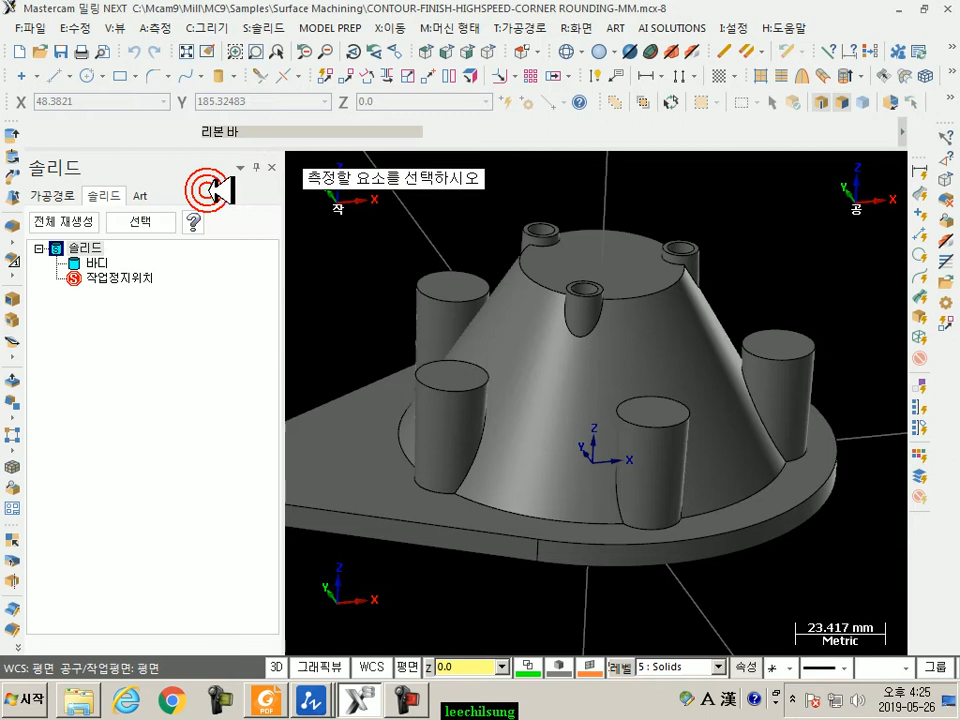 Mastercam 밀링 NEXT C:\Mcam9\Mill\MC9\Samples\Surface Machining\CONTOUR-FINISH-HIGHSPEED-CORNER ROUNDING-MM.mcx-8
F:파일 E:수정 V:뷰 A:측정 C:그리기 S:솔리드 MODEL PREP X:이동 M:머신 형태 T:가공경로 R:화면 ART AI SOLUTIONS I:설정 H:도움말
X 48.3821 Y 185.32483 Z 0.0
리본 바
솔리드
가공경로 솔리드 Art
전체 재생성 선택
솔리드
바디
작업정지위치
측정할 요소를 선택하시오
X
Y
Z
작
X
Y
Z
공
Z
Y
X
Z
Y
X
23.417 mm
Metric
WCS: 평면 공구/작업평면: 평면 3D 그래픽뷰 WCS 평면 Z 0.0 레벨 5 : Solids 속성 그룹
시작 PDF A 漢 오후 4:25
2019-05-26
leechilsung